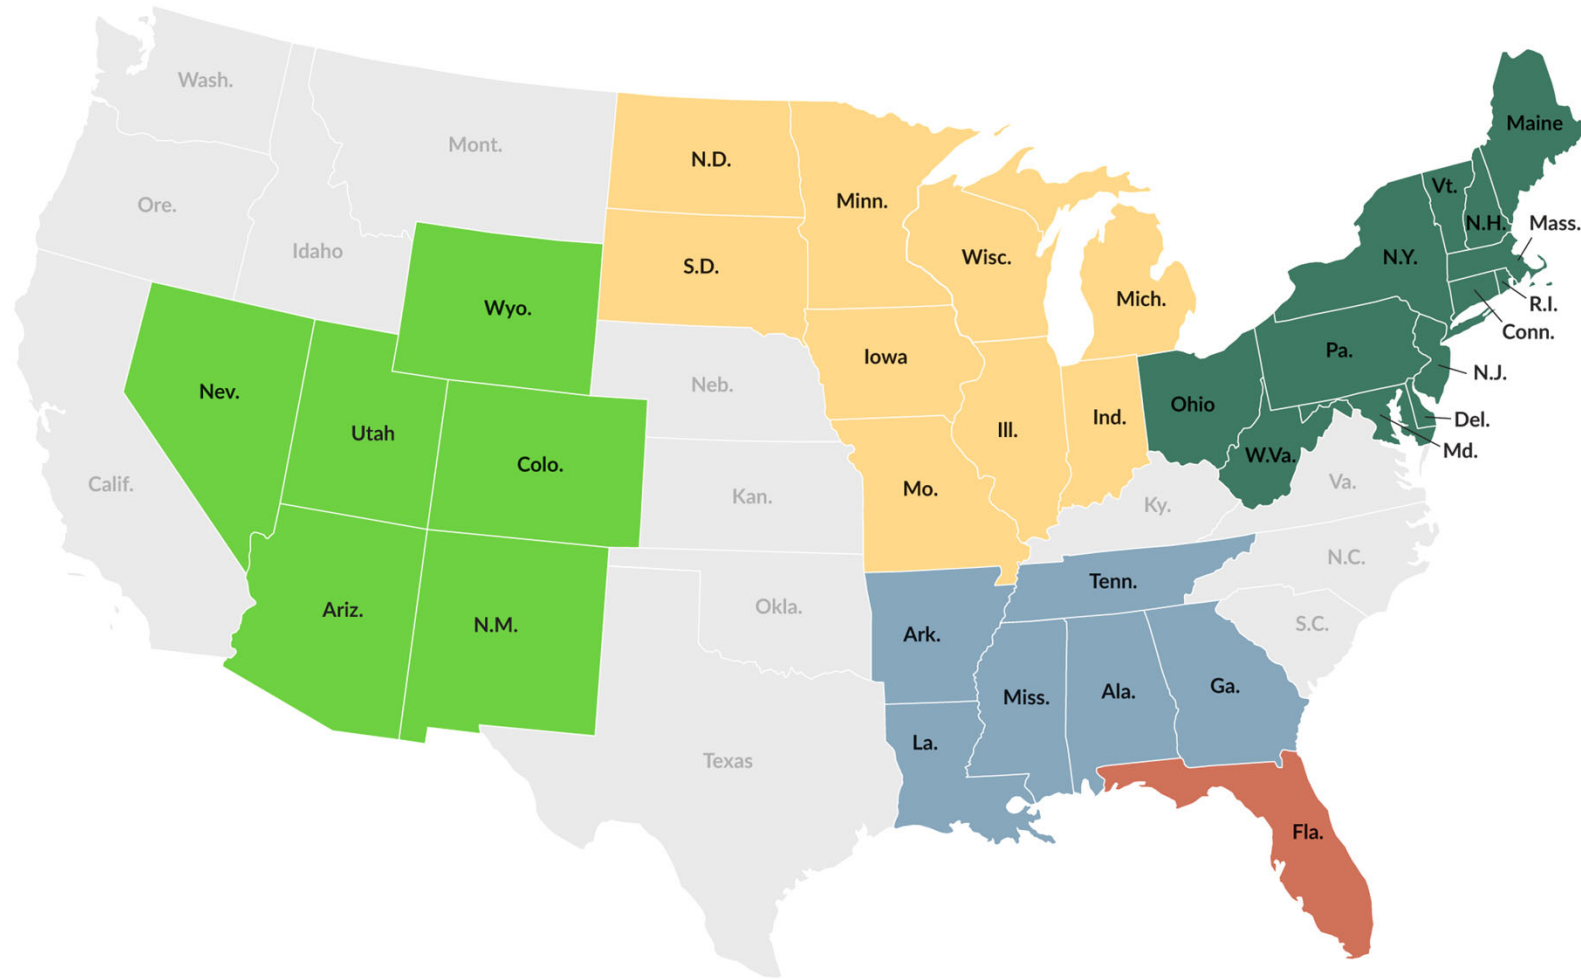 Wash.
Maine
Mont.
N.D.
Vt.
Minn.
Ore.
N.H.
Mass.
Idaho
Wisc.
N.Y.
S.D.
Mich.
R.I.
Wyo.
Conn.
Pa.
Iowa
N.J.
Neb.
Nev.
Ohio
Ind.
Del.
Utah
Ill.
Md.
W.Va.
Colo.
Calif.
Va.
Mo.
Kan.
Ky.
N.C.
Tenn.
Okla.
Ariz.
N.M.
S.C.
Ark.
Ga.
Ala.
Miss.
La.
Texas
Fla.